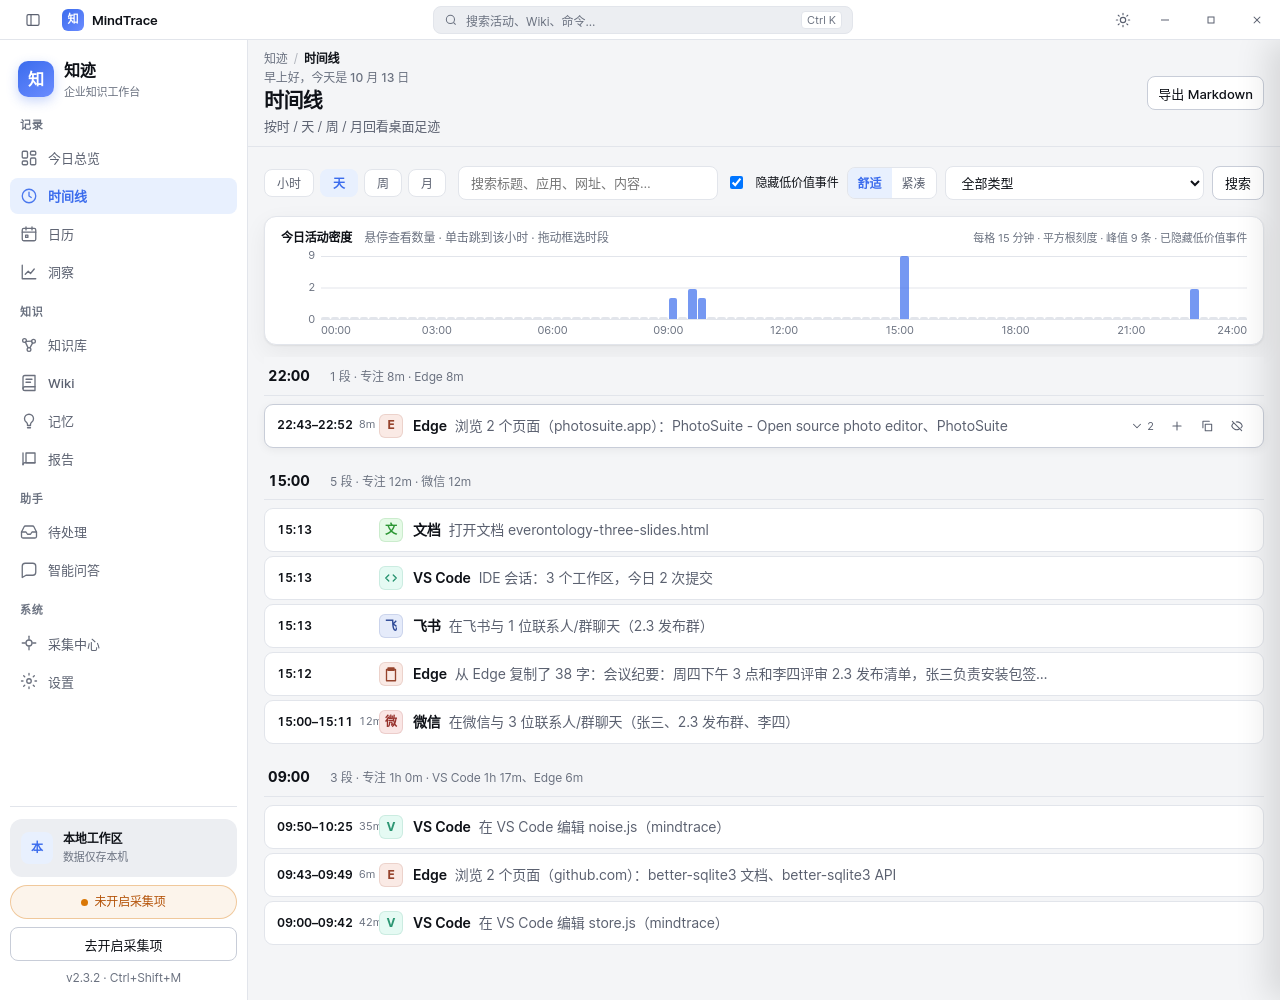 知 MindTrace
搜索活动、Wiki、命令... Ctrl K
知 知迹
企业知识工作台
记录
今日总览
时间线
日历
洞察
知识
知识库
Wiki
记忆
报告
助手
待处理
智能问答
系统
采集中心
设置
本 本地工作区
数据仅存本机
未开启采集项
去开启采集项
v2.3.2 · Ctrl+Shift+M
知迹 / 时间线
早上好，今天是 10 月 13 日
时间线
按时 / 天 / 周 / 月回看桌面足迹
导出 Markdown
小时 天 周 月 搜索标题、应用、网址、内容... 隐藏低价值事件 舒适 紧凑 全部类型 搜索
今日活动密度 悬停查看数量 · 单击跳到该小时 · 拖动框选时段 每格 15 分钟 · 平方根刻度 · 峰值 9 条 · 已隐藏低价值事件
9
2
0
00:00 03:00 06:00 09:00 12:00 15:00 18:00 21:00 24:00
22:00 1 段 · 专注 8m · Edge 8m
22:43–22:52 8m E Edge 浏览 2 个页面（photosuite.app）：PhotoSuite - Open source photo editor、PhotoSuite 2
15:00 5 段 · 专注 12m · 微信 12m
15:13 文 文档 打开文档 everontology-three-slides.html
15:13 VS Code IDE 会话：3 个工作区，今日 2 次提交
15:13 飞 飞书 在飞书与 1 位联系人/群聊天（2.3 发布群）
15:12 Edge 从 Edge 复制了 38 字：会议纪要：周四下午 3 点和李四评审 2.3 发布清单，张三负责安装包签...
15:00–15:11 12m 微 微信 在微信与 3 位联系人/群聊天（张三、2.3 发布群、李四）
09:00 3 段 · 专注 1h 0m · VS Code 1h 17m、Edge 6m
09:50–10:25 35m V VS Code 在 VS Code 编辑 noise.js（mindtrace）
09:43–09:49 6m E Edge 浏览 2 个页面（github.com）：better-sqlite3 文档、better-sqlite3 API
09:00–09:42 42m V VS Code 在 VS Code 编辑 store.js（mindtrace）